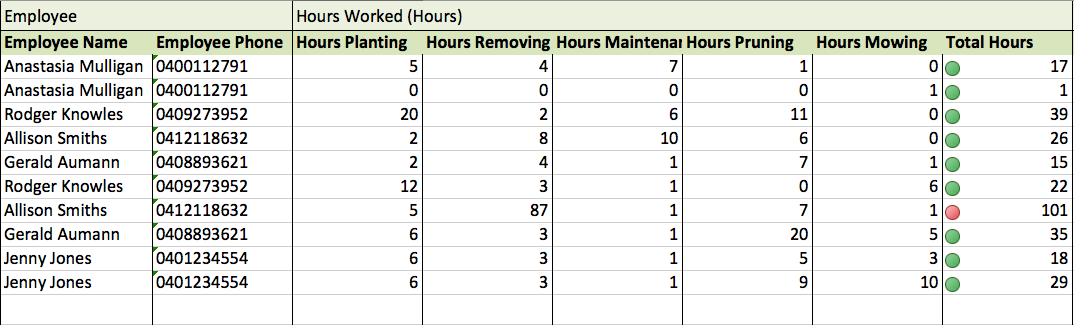 Employee Hours Worked (Hours)
Employee Name Employee Phone Hours Planting Hours Removing Hours Maintenar Hours Pruning Hours Mowing Total Hours
Anastasia Mulligan 0400112791 5 4 7 1 0 17
Anastasia Mulligan 0400112791 0 0 0 0 1 1
Rodger Knowles 0409273952 20 2 6 11 0 39
Allison Smiths 0412118632 2 8 10 6 0 26
Gerald Aumann 0408893621 2 4 1 7 1 15
Rodger Knowles 0409273952 12 3 1 0 6 22
Allison Smiths 0412118632 5 87 1 7 1 101
Gerald Aumann 0408893621 6 3 1 20 5 35
Jenny Jones 0401234554 6 3 1 5 3 18
Jenny Jones 0401234554 6 3 1 9 10 29